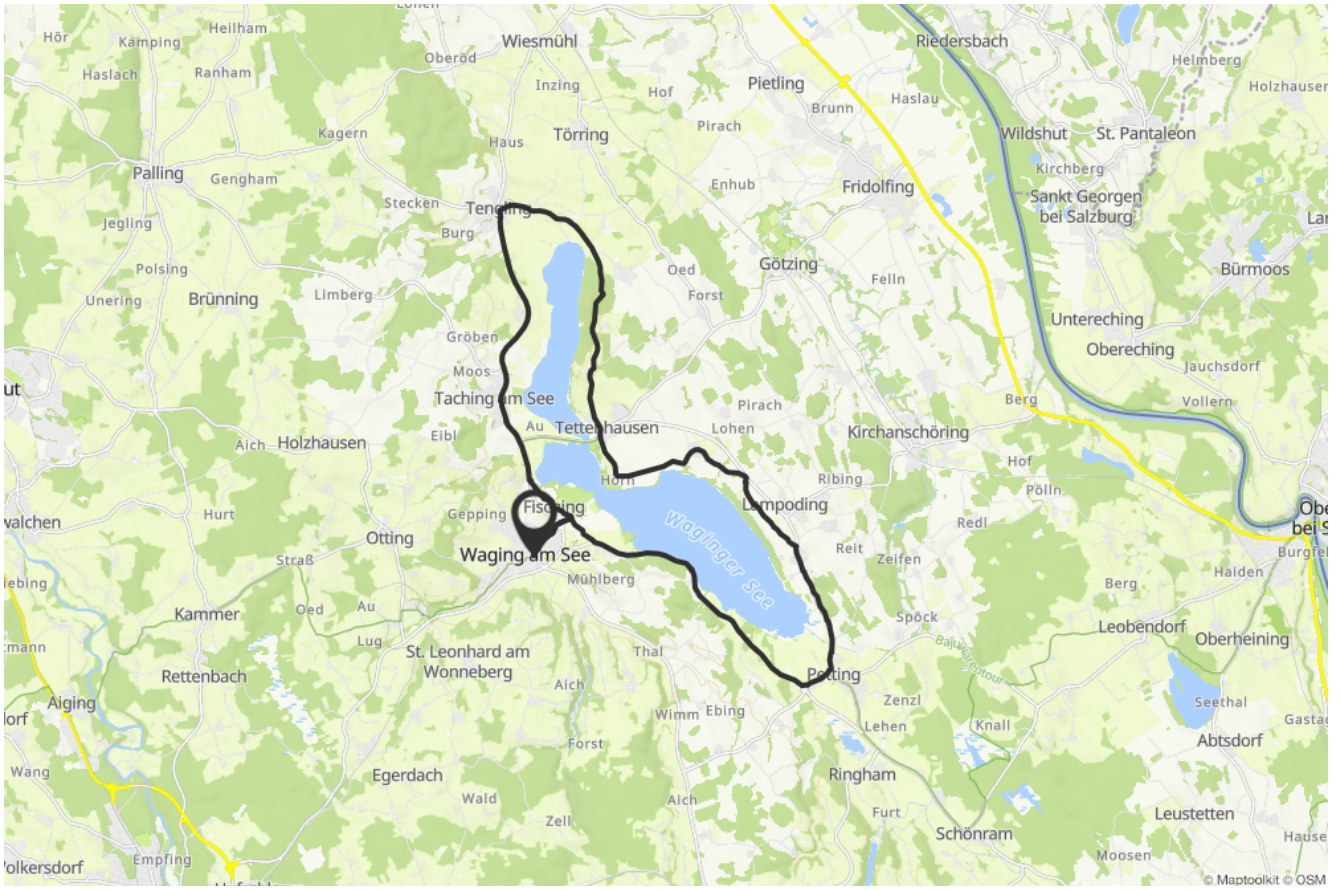 Hör
Heilham
Kamping
Wiesmühl
Riedersbach
Oberöd
Helmberg
Haslach
Ranham
Inzing
Hof
Pietling
Holzhausen
Brunn
Haslau
Kagern
Haus
Törring
Pirach
Wildshut
St. Pantaleon
Palling
Gengham
Kirchberg
Enhub
Fridolfing
Sankt Georgen
bei Salzburg
Stecken
Tengling
Jegling
Burg
Polsing
Oed
Götzing
Felln
Bürmoos
Unering
Brünning
Limberg
Forst
Untereching
Gröben
Obereching
Moos
Jauchsdorf
ut
Taching am See
Pirach
Berg
Vollern
Au
Tettenhausen
Lohen
Kirchanschöring
Aich
Holzhausen
Eibl
Hof
Horn
Ribing
Pölln
Gepping
Fisching
Lampoding
Waginger See
walchen
Hurt
Otting
Redl
bei S
Waging am See
Reit
Zeifen
Straß
Mühlberg
Haiden
Berg
Oed
Au
Kammer
Spöck
Leobendorf
Lug
Oberheining
St. Leonhard am
Wonneberg
Thal
Rettenbach
Petting
Aich
Aiging
Zenzl
Seethal
Wimm
Ebing
Lehen
Knall
Forst
Abtsdorf
Wang
Egerdach
Ringham
Wald
Aich
Zell
Furt
Leustetten
Schönram
Empfing
Moosen
© Maptoolkit © OSM